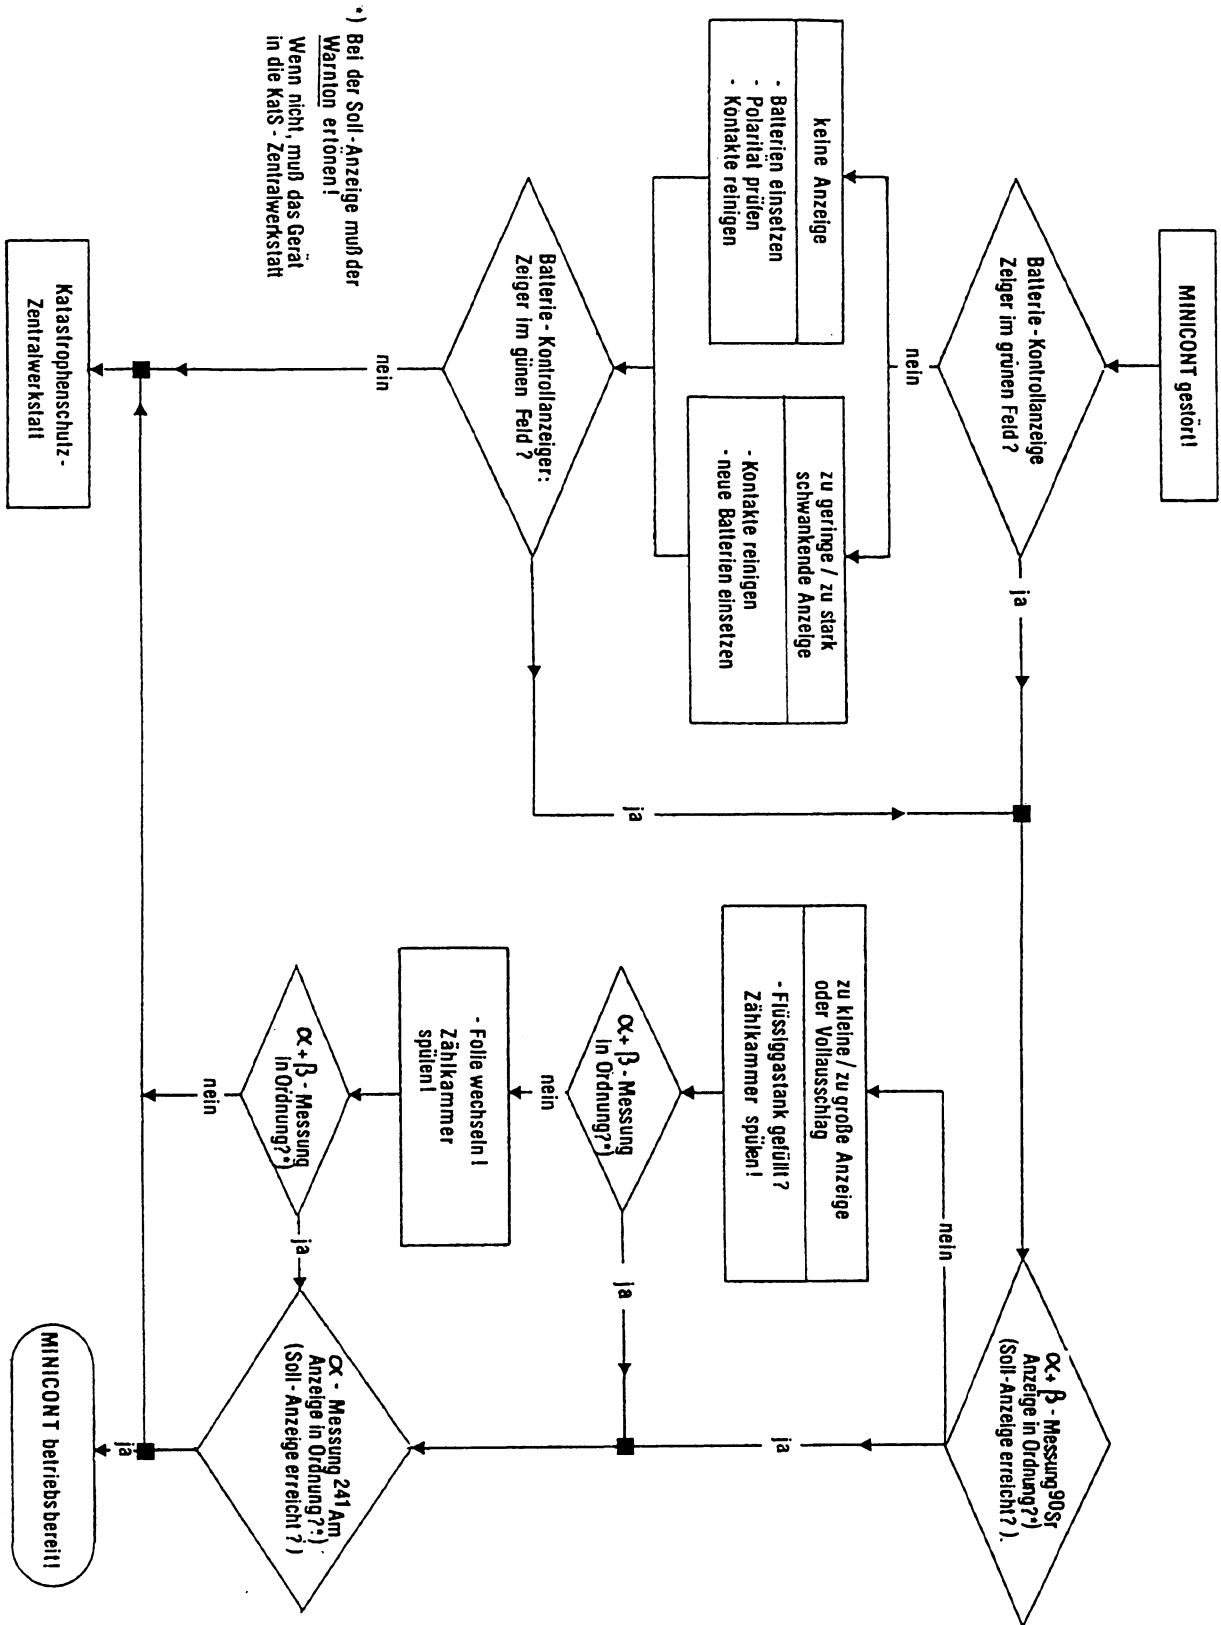 MINICONT gestört!
Batterie - Kontrollanzeige
Zeiger im grünen Feld ?
nein
ja
keine Anzeige
- Batterien einsetzen
- Polarität prüfen
- Kontakte reinigen
zu geringe / zu stark
schwankende Anzeige
- Kontakte reinigen
- neue Batterien einsetzen
Batterie - Kontrollanzeiger:
Zeiger im günen Feld ?
nein
ja
*) Bei der Soll - Anzeige muß der
Warnton ertönen!
Wenn nicht, muß das Gerät
in die KatS - Zentralwerkstatt
Katastrophenschutz-
Zentralwerkstatt
α + β - Messung 90Sr
Anzeige in Ordnung?*)
(Soll - Anzeige erreicht? ).
nein
ja
zu kleine / zu große Anzeige
oder Vollausschlag
- Flüssiggastank gefüllt?
Zählkammer spülen!
α + β - Messung
in Ordnung?*)
nein
ja
- Folie wechseln!
Zählkammer
spülen!
α + β - Messung
in Ordnung?*)
nein
ja
α - Messung 241Am
Anzeige in Ordnung?*)
(Soll - Anzeige erreicht ?)
ja
MINICONT betriebsbereit!